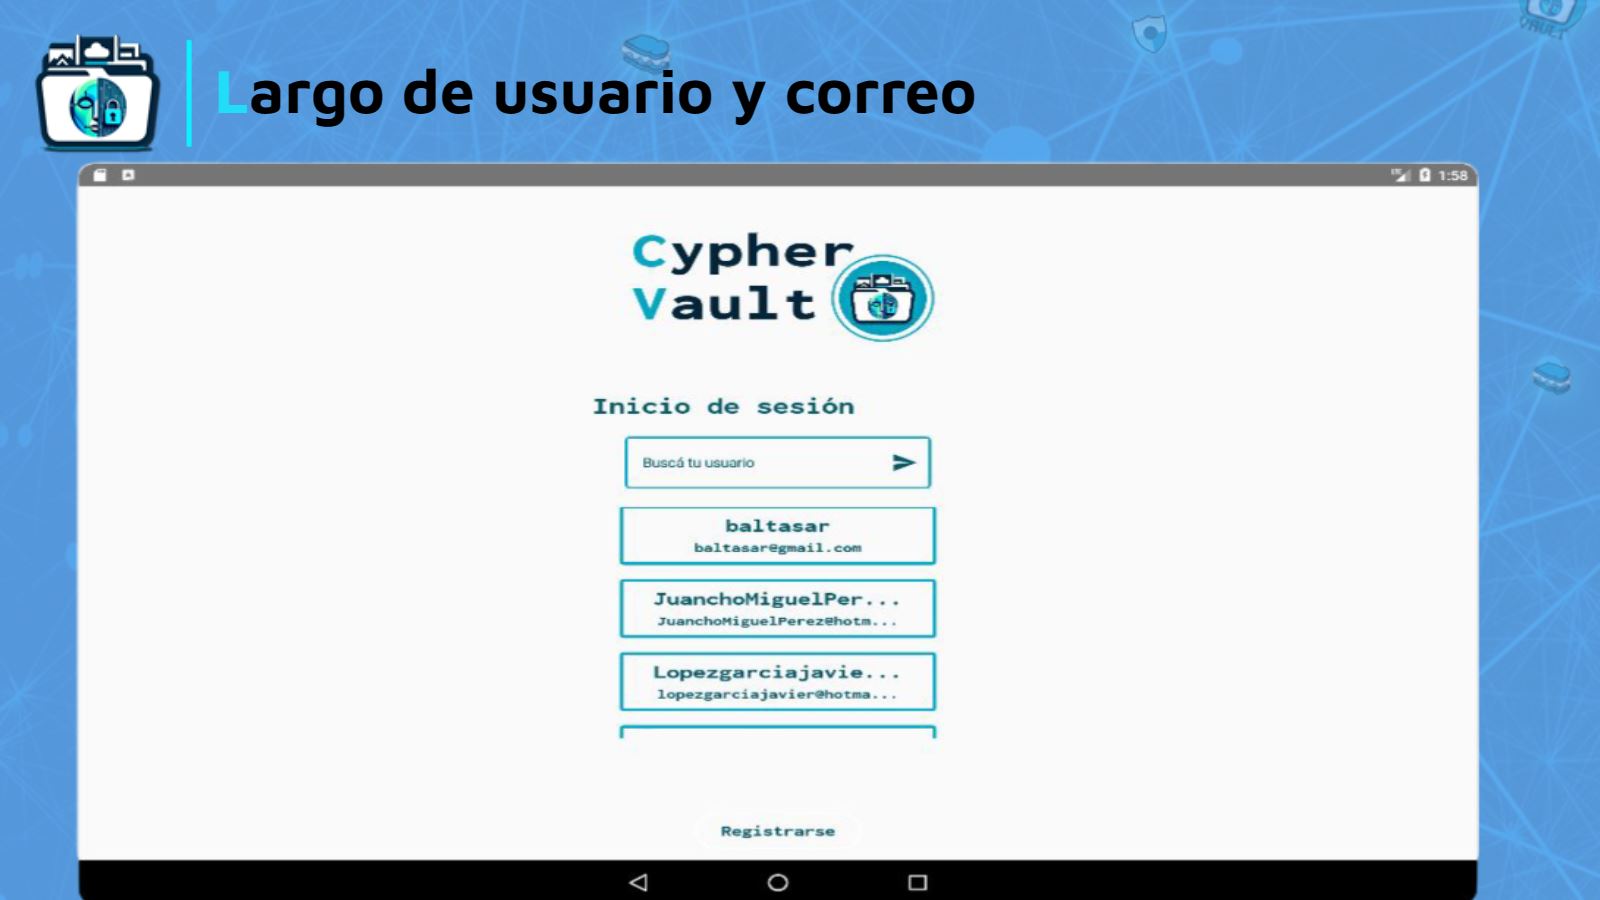 Largo de usuario y correo
1:58
Cypher
Vault
Inicio de sesión
Buscá tu usuario
baltasar
baltasar@gmail.com
JuanchoMiguelPer...
JuanchoMiguelPerez@hotm...
Lopezgarciajavie...
lopezgarciajavier@hotma...
Registrarse